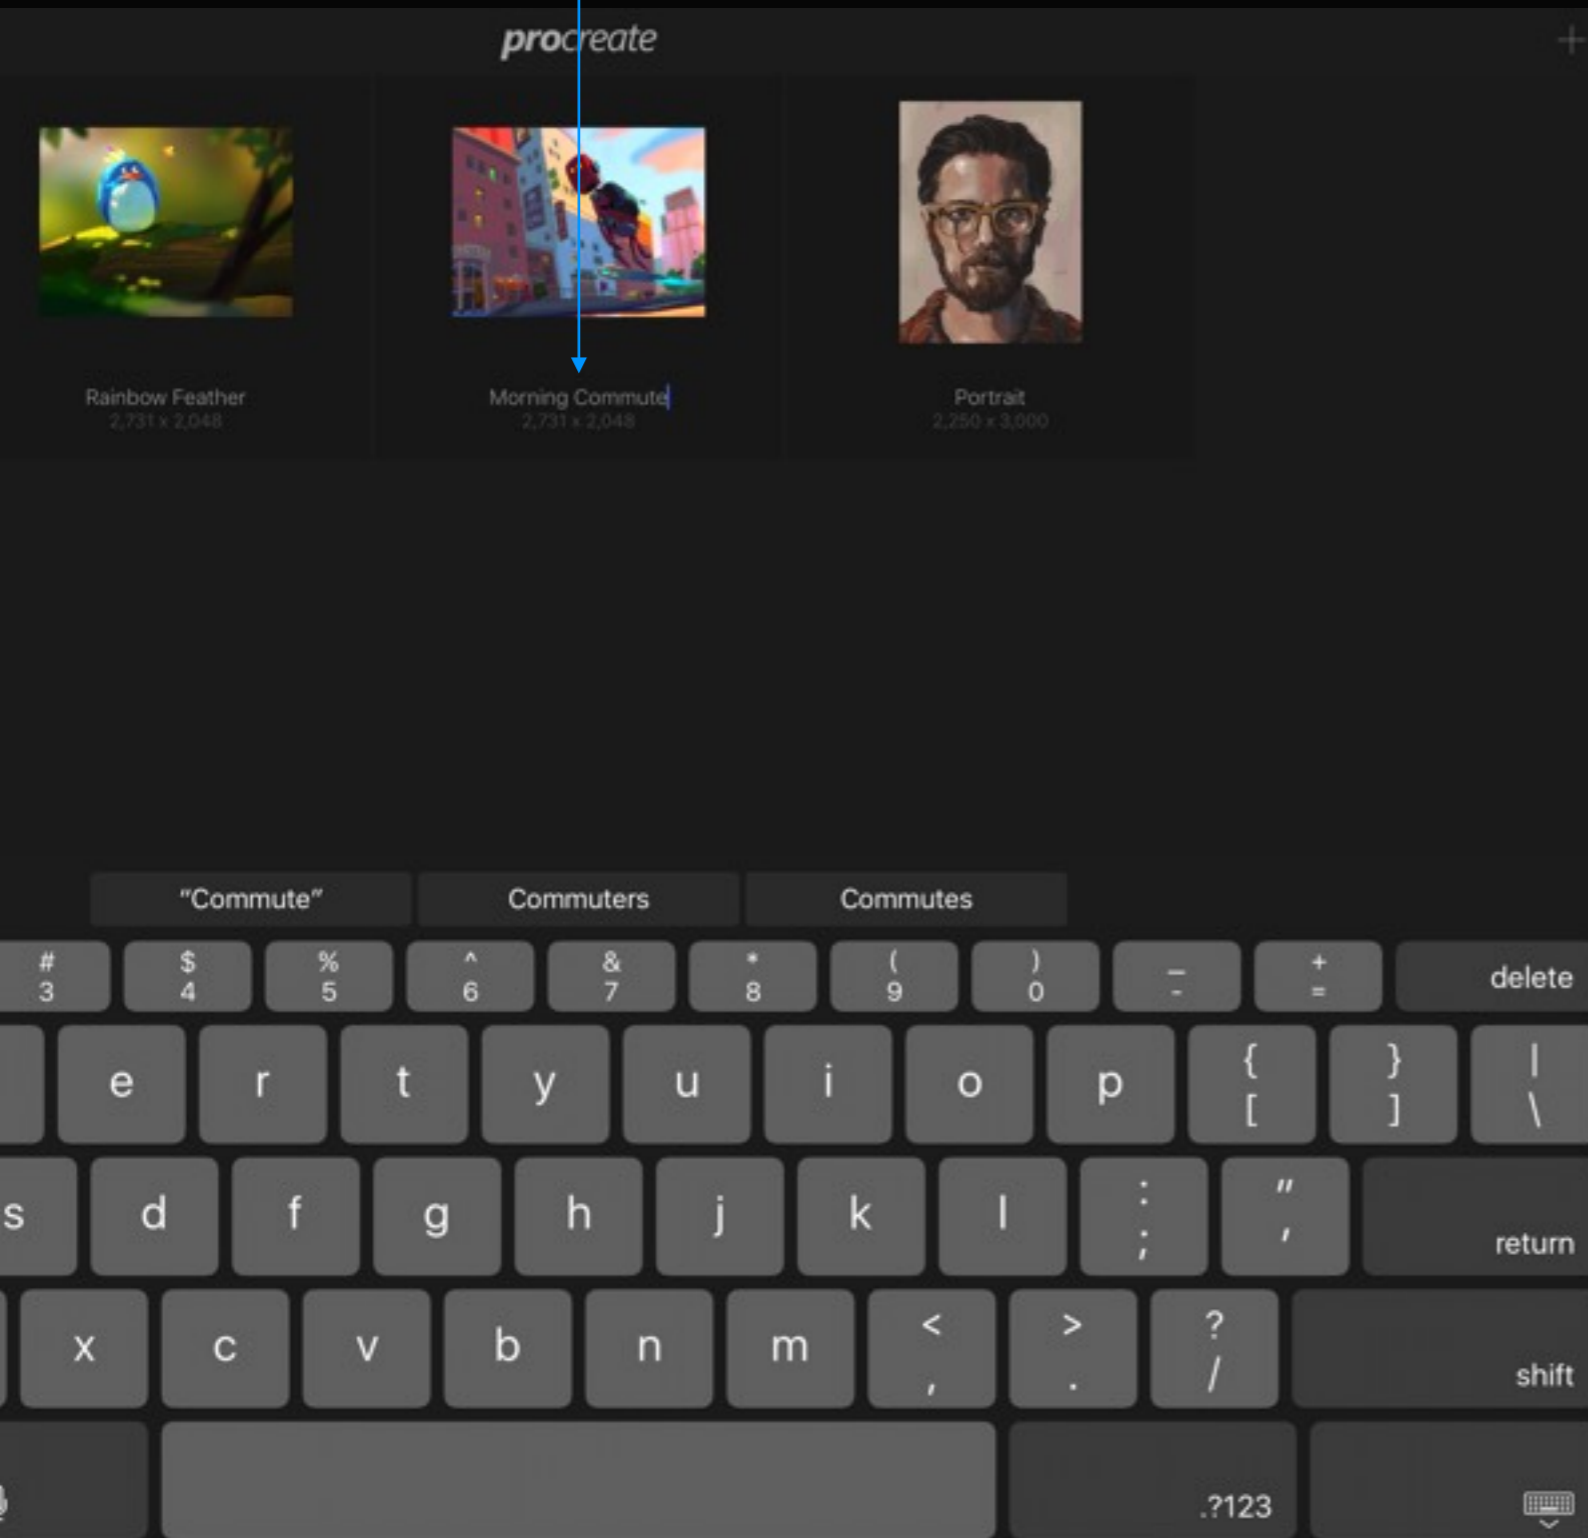 procreate
Rainbow Feather
2,731 x 2,048
Morning Commute
2,731 x 2,048
Portrait
2,250 x 3,000
"Commute" Commuters Commutes
# $ % ^ & * ( ) _ +
3 4 5 6 7 8 9 0 - = delete
e r t y u i o p { } |
[ ] \
s d f g h j k l : "
; ' return
x c v b n m < > ?
, . / shift
.?123